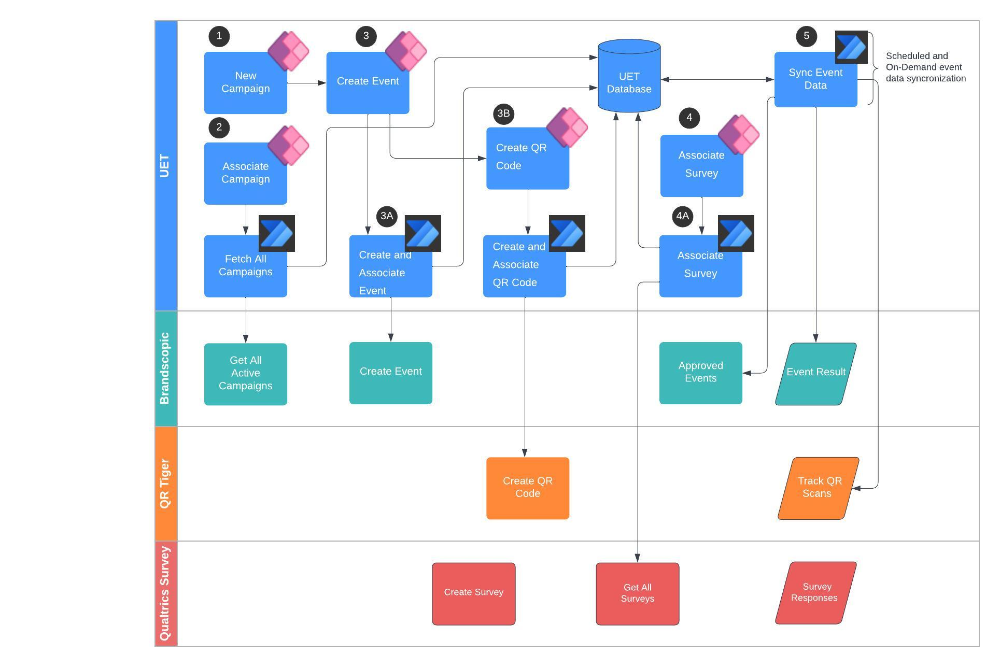 UET
1
New
Campaign
3
Create Event
UET
Database
5
Sync Event
Data
Scheduled and
On-Demand event
data syncronization
2
Associate
Campaign
3B
Create QR
Code
4
Associate
Survey
Fetch All
Campaigns
3A
Create and
Associate
Event
Create and
Associate
QR Code
4A
Associate
Survey
Brandscopic
Get All
Active
Campaigns
Create Event
Approved
Events
Event Result
QR Tiger
Create QR
Code
Track QR
Scans
Qualtrics Survey
Create Survey
Get All
Surveys
Survey
Responses